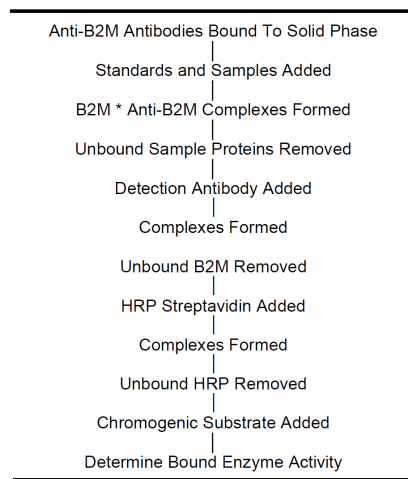 Anti-B2M Antibodies Bound To Solid Phase
Standards and Samples Added
B2M * Anti-B2M Complexes Formed
Unbound Sample Proteins Removed
Detection Antibody Added
Complexes Formed
Unbound B2M Removed
HRP Streptavidin Added
Complexes Formed
Unbound HRP Removed
Chromogenic Substrate Added
Determine Bound Enzyme Activity